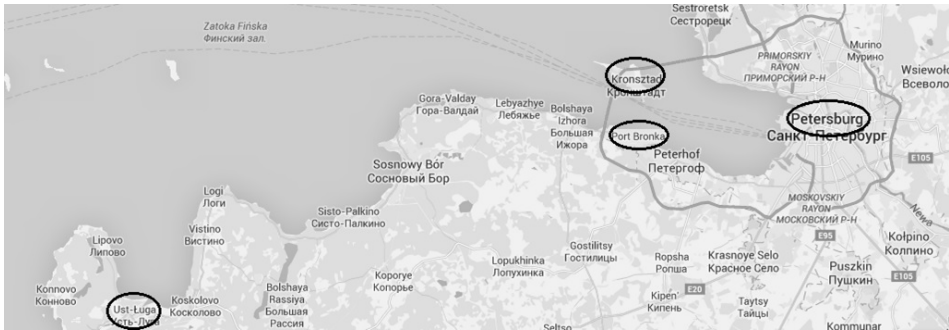 Sestroretsk
Сестрорецк
Zatoka Fińska
Финский зал.
PRIMORSKIY
RAYON
ПРИМОРСКИЙ Р-Н
Murino
Мурино
Wsiewoło
Всеволо
Kronsztad
Кронштадт
Gora-Valday
Гора-Валдай
Lebyazhye
Лебяжье
Bolshaya
Izhora
Большая
Ижора
Port Bronka
Petersburg
Санкт-Петербург
Peterhof
Петергоф
E105
Sosnowy Bór
Сосновый Бор
Logi
Логи
MOSKOVSKIY
RAYON
МОСКОВСКИЙ Р-Н
Newa
Sisto-Palkino
Систо-Палкино
Vistino
Вистино
E95
Kołpino
Колпино
Lipovo
Липово
Gostilitsy
Гостилицы
Lopukhinka
Лопухинка
Ropsha
Ропша
Krasnoye Selo
Красное Село
Puszkin
Пушкин
E105
Koporye
Копорье
Konnovo
Конново
Ust-Ługa
Усть-Луга
Koskolovo
Косколово
Bolshaya
Rassiya
Большая
Рассия
E20
Kipen'
Кипень
Taytsy
Тайцы
Seltso
Kommunar